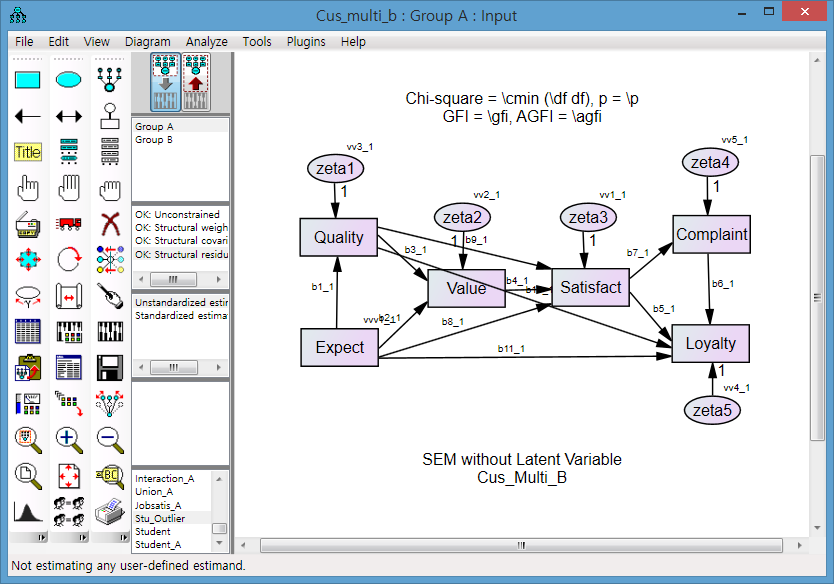 Cus_multi_b : Group A : Input
File Edit View Diagram Analyze Tools Plugins Help
Title
Group A
Group B
OK: Unconstrained
OK: Structural weigh
OK: Structural covari
OK: Structural residu
Unstandardized estir
Standardized estima
Interaction_A
Union_A
Jobsatis_A
Stu_Outlier
Student
Student_A
Chi-square = \cmin (\df df), p = \p
GFI = \gfi, AGFI = \agfi
vv3_1
zeta1
1
vv2_1
zeta2
1
vv1_1
zeta3
1
vv5_1
zeta4
1
Quality
b3_1
b9_1
Complaint
b7_1
b1_1
Value
b4_1
Satisfact
b6_1
b2_1
b8_1
b5_1
Expect
b11_1
Loyalty
1
vv4_1
zeta5
SEM without Latent Variable
Cus_Multi_B
Not estimating any user-defined estimand.